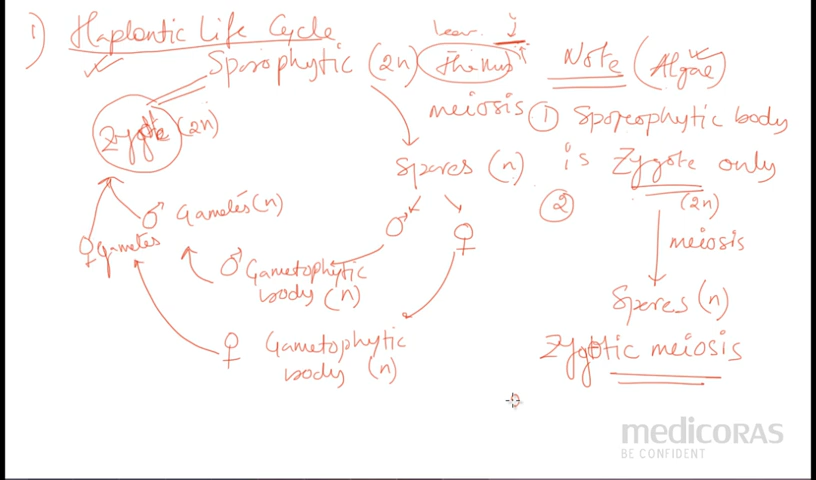 1) Haplontic Life Cycle
Sporophytic (2n)
Zygote (2n)
meiosis
Spores (n)
♂ ♀
♂ Gametes (n)
♀ gametes
♂ Gametophytic
body (n)
♀ Gametophytic
body (n)
Note (Algae)
① Sporophytic body
is Zygote only
(2n)
②
meiosis
Spores (n)
Zygotic meiosis
medicoRAS
BE CONFIDENT